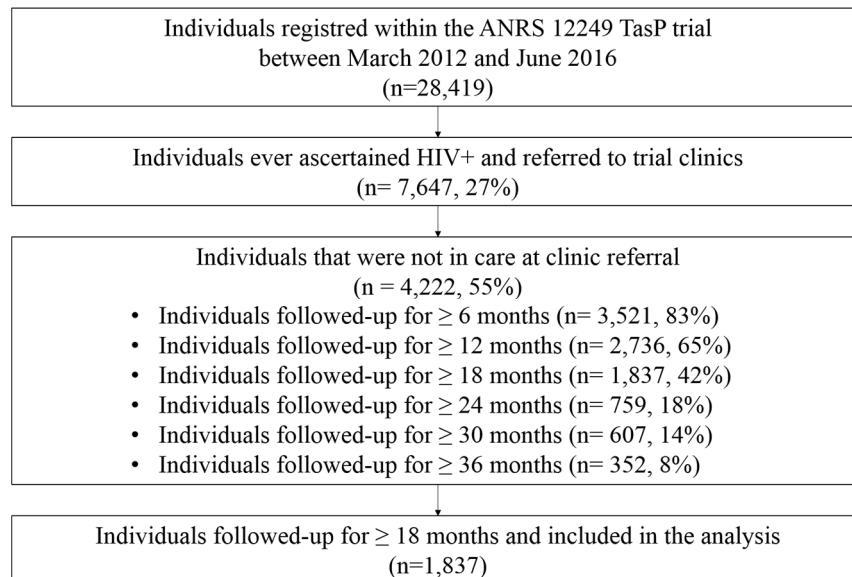 Individuals registred within the ANRS 12249 TasP trial
between March 2012 and June 2016
(n=28,419)
Individuals ever ascertained HIV+ and referred to trial clinics
(n= 7,647, 27%)
Individuals that were not in care at clinic referral
(n = 4,222, 55%)
• Individuals followed-up for ≥ 6 months (n= 3,521, 83%)
• Individuals followed-up for ≥ 12 months (n= 2,736, 65%)
• Individuals followed-up for ≥ 18 months (n= 1,837, 42%)
• Individuals followed-up for ≥ 24 months (n= 759, 18%)
• Individuals followed-up for ≥ 30 months (n= 607, 14%)
• Individuals followed-up for ≥ 36 months (n= 352, 8%)
Individuals followed-up for ≥ 18 months and included in the analysis
(n=1,837)